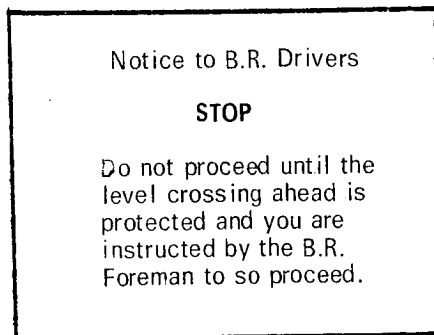 Notice to B.R. Drivers
STOP
Do not proceed until the
level crossing ahead is
protected and you are
instructed by the B.R.
Foreman to so proceed.